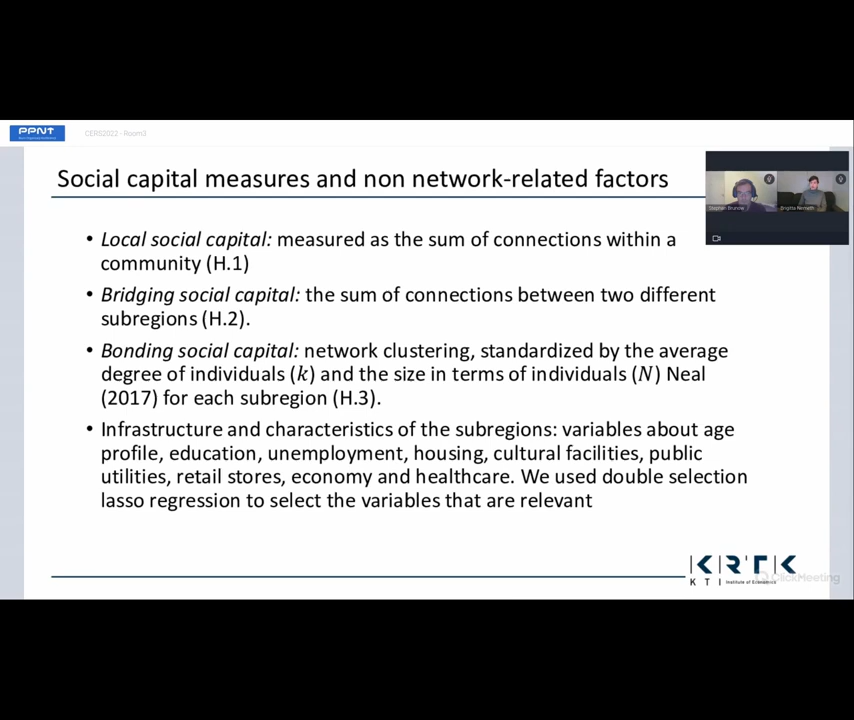 PPNT
CERS2022 - Room3
Social capital measures and non network-related factors
Brigitta Nemeth
• Local social capital: measured as the sum of connections within a
community (H.1)
• Bridging social capital: the sum of connections between two different
subregions (H.2).
• Bonding social capital: network clustering, standardized by the average
degree of individuals (k) and the size in terms of individuals (N) Neal
(2017) for each subregion (H.3).
• Infrastructure and characteristics of the subregions: variables about age
profile, education, unemployment, housing, cultural facilities, public
utilities, retail stores, economy and healthcare. We used double selection
lasso regression to select the variables that are relevant
KRTK
KTI Institute of Economics
ClickMeeting